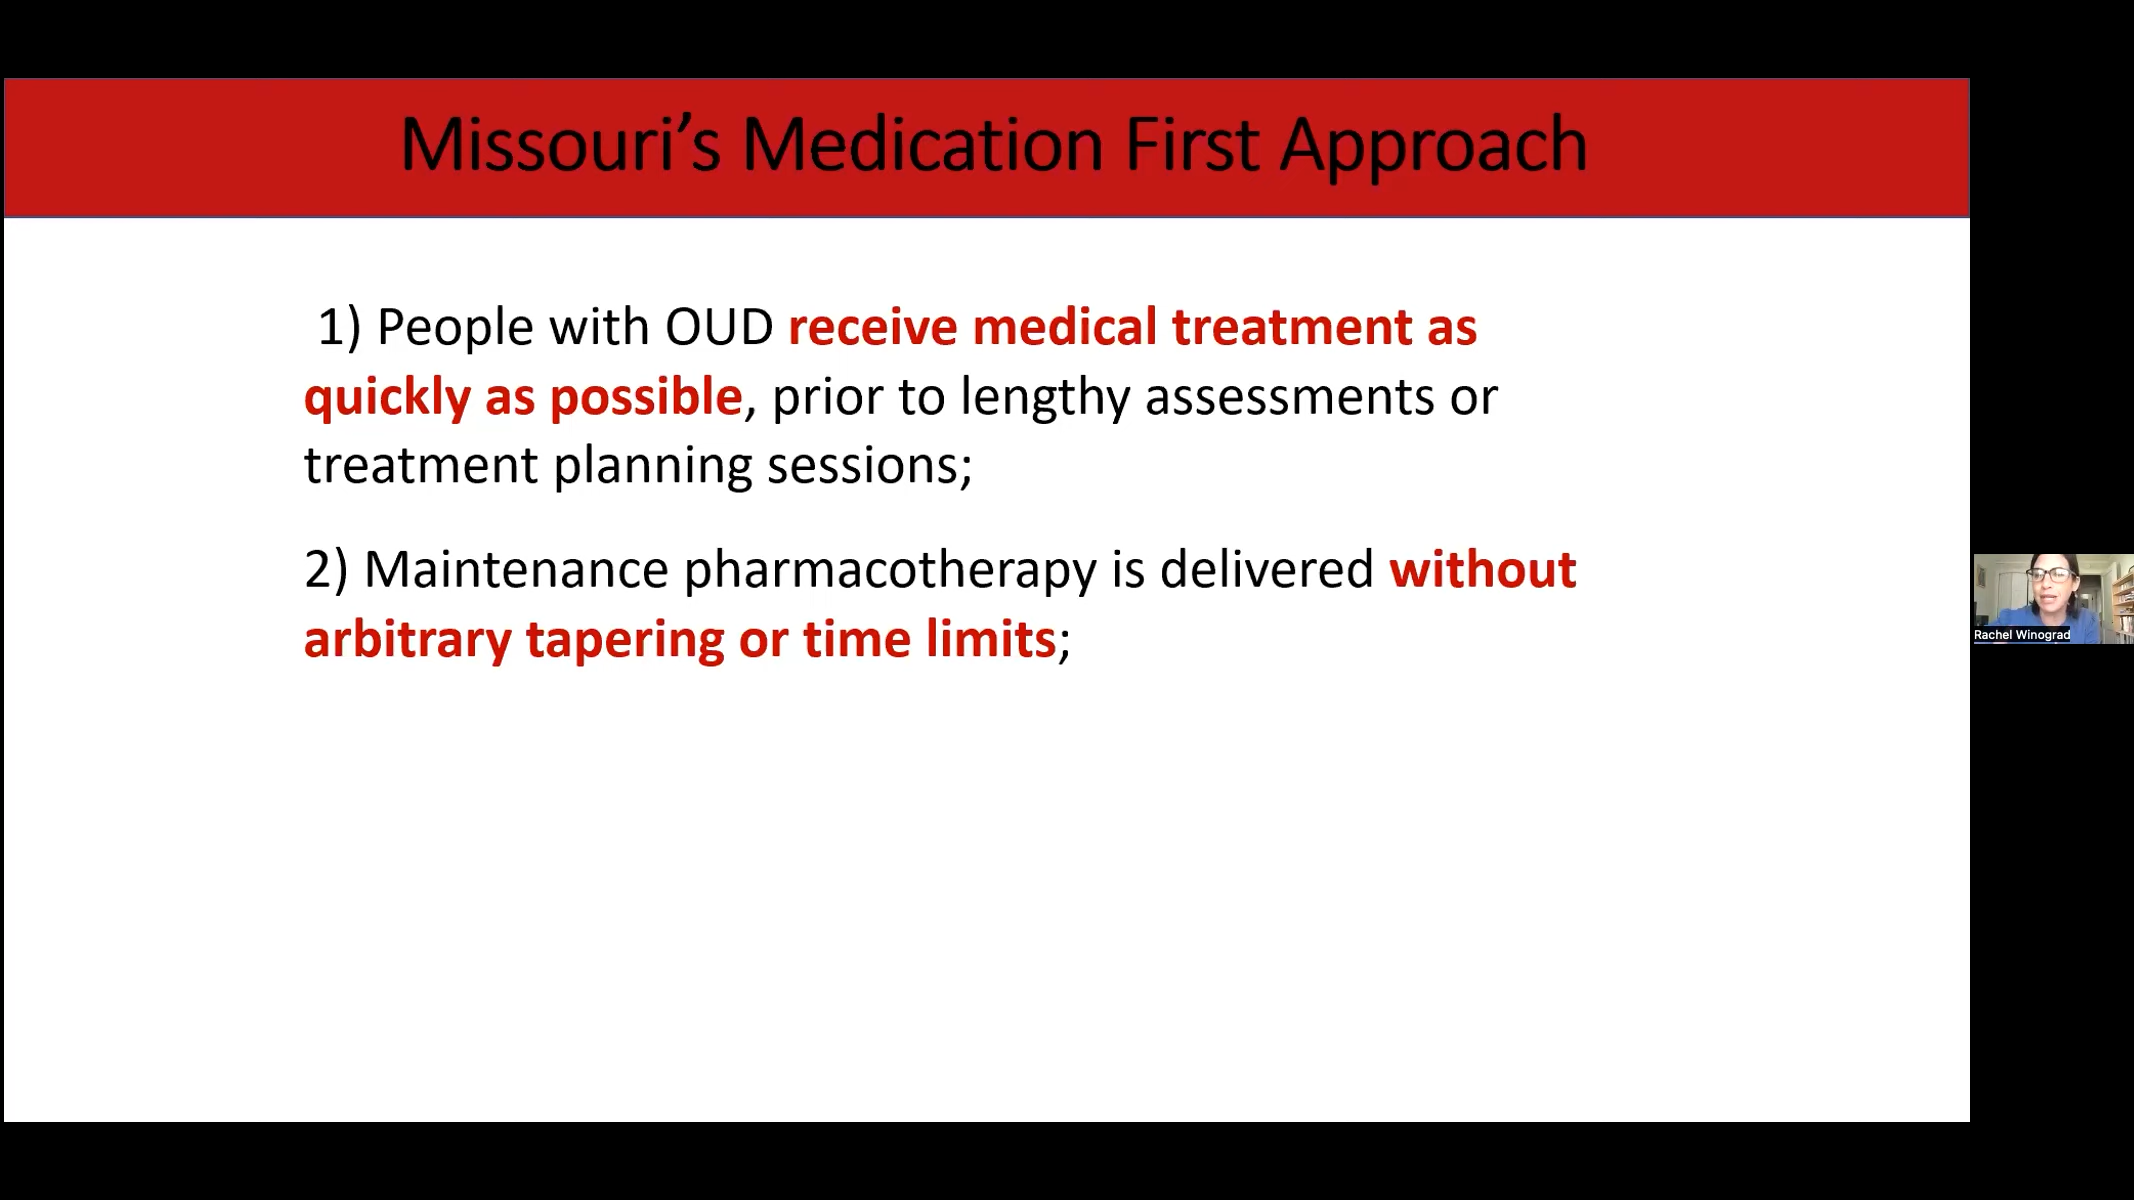 Missouri’s Medication First Approach
1) People with OUD receive medical treatment as
quickly as possible, prior to lengthy assessments or
treatment planning sessions;
2) Maintenance pharmacotherapy is delivered without
arbitrary tapering or time limits;
Rachel Winograd